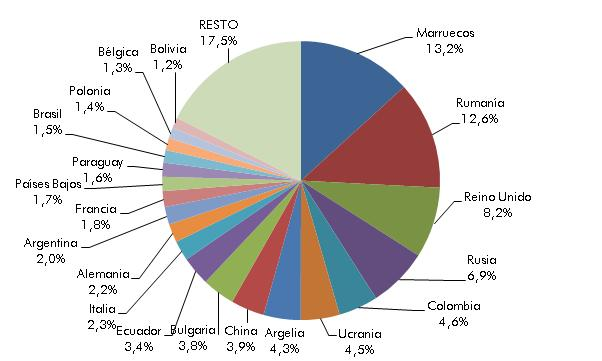 RESTO
17,5%
Marruecos
13,2%
Rumanía
12,6%
Reino Unido
8,2%
Rusia
6,9%
Colombia
4,6%
Ucrania
4,5%
Argelia
4,3%
China
3,9%
Bulgaria
3,8%
Ecuador
3,4%
Italia
2,3%
Alemania
2,2%
Argentina
2,0%
Francia
1,8%
Países Bajos
1,7%
Paraguay
1,6%
Brasil
1,5%
Polonia
1,4%
Bélgica
1,3%
Bolivia
1,2%